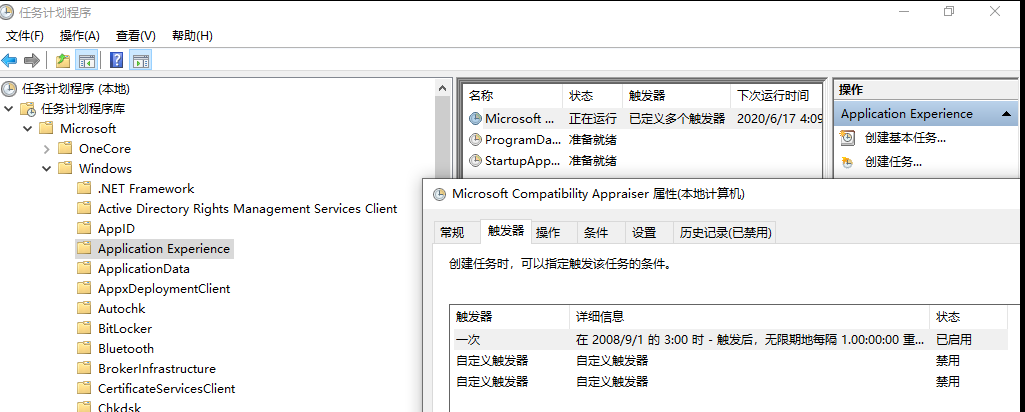 任务计划程序
文件(F) 操作(A) 查看(V) 帮助(H)
任务计划程序 (本地)
任务计划程序库
Microsoft
OneCore
Windows
.NET Framework
Active Directory Rights Management Services Client
AppID
Application Experience
ApplicationData
AppxDeploymentClient
Autochk
BitLocker
Bluetooth
BrokerInfrastructure
CertificateServicesClient
Chkdsk
名称 状态 触发器 下次运行时间
Microsoft ... 正在运行 已定义多个触发器 2020/6/17 4:09
ProgramDa... 准备就绪
StartupApp... 准备就绪
操作
Application Experience
创建基本任务...
创建任务...
Microsoft Compatibility Appraiser 属性(本地计算机)
常规 触发器 操作 条件 设置 历史记录(已禁用)
创建任务时，可以指定触发该任务的条件。
触发器 详细信息 状态
一次 在 2008/9/1 的 3:00 时 - 触发后，无限期地每隔 1.00:00:00 重... 已启用
自定义触发器 自定义触发器 禁用
自定义触发器 自定义触发器 禁用